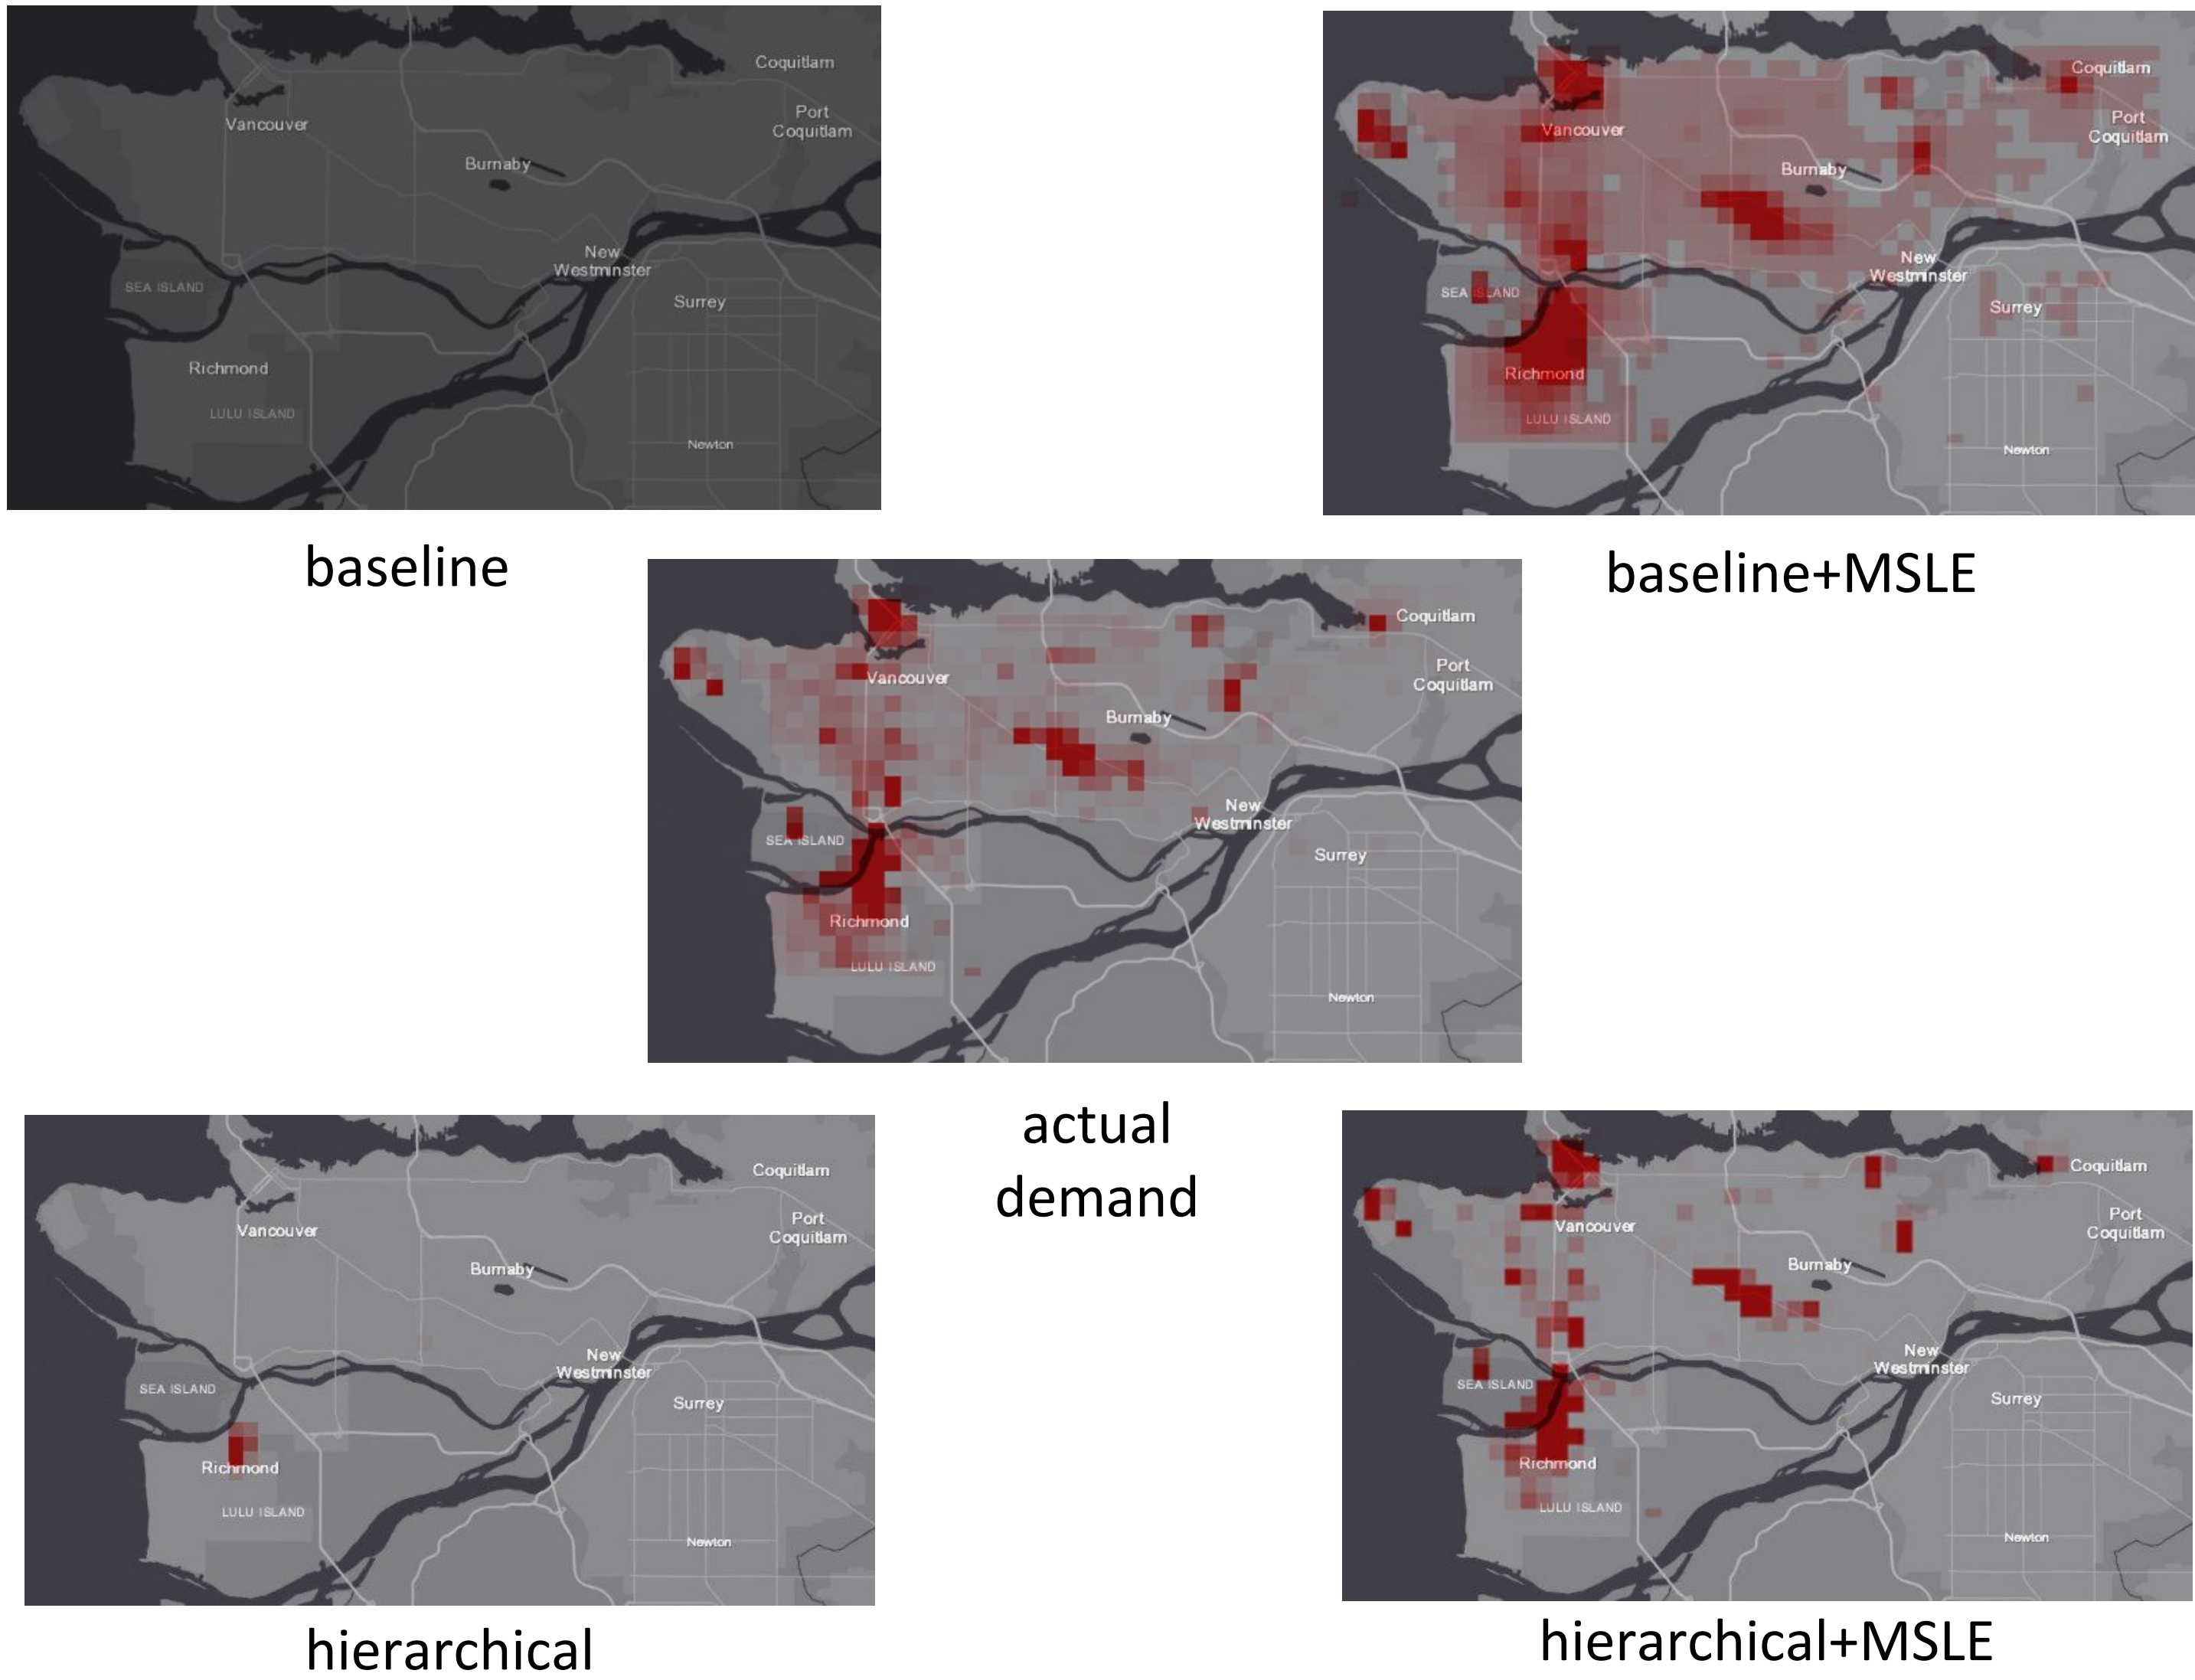 Coquitlam
Port
Coquitlam
Vancouver
Burnaby
New
Westminster
SEA ISLAND
Surrey
Richmond
LULU ISLAND
Newton
baseline
Coquitlam
Port
Coquitlam
Vancouver
Burnaby
New
Westminster
SEA ISLAND
Surrey
Richmond
LULU ISLAND
Newton
baseline+MSLE
Coquitlam
Port
Coquitlam
Vancouver
Burnaby
New
Westminster
SEA ISLAND
Surrey
Richmond
LULU ISLAND
Newton
actual
demand
Coquitlam
Port
Coquitlam
Vancouver
Burnaby
New
Westminster
SEA ISLAND
Surrey
Richmond
LULU ISLAND
Newton
hierarchical
Coquitlam
Port
Coquitlam
Vancouver
Burnaby
New
Westminster
SEA ISLAND
Surrey
Richmond
LULU ISLAND
Newton
hierarchical+MSLE